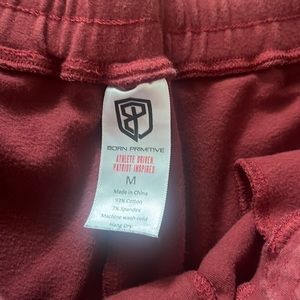 BORN PRIMITIVE
ATHLETE DRIVEN
PATRIOT INSPIRED
M
Made in China
93% Cotton
7% Spandex
Machine wash cold
Hang Dry